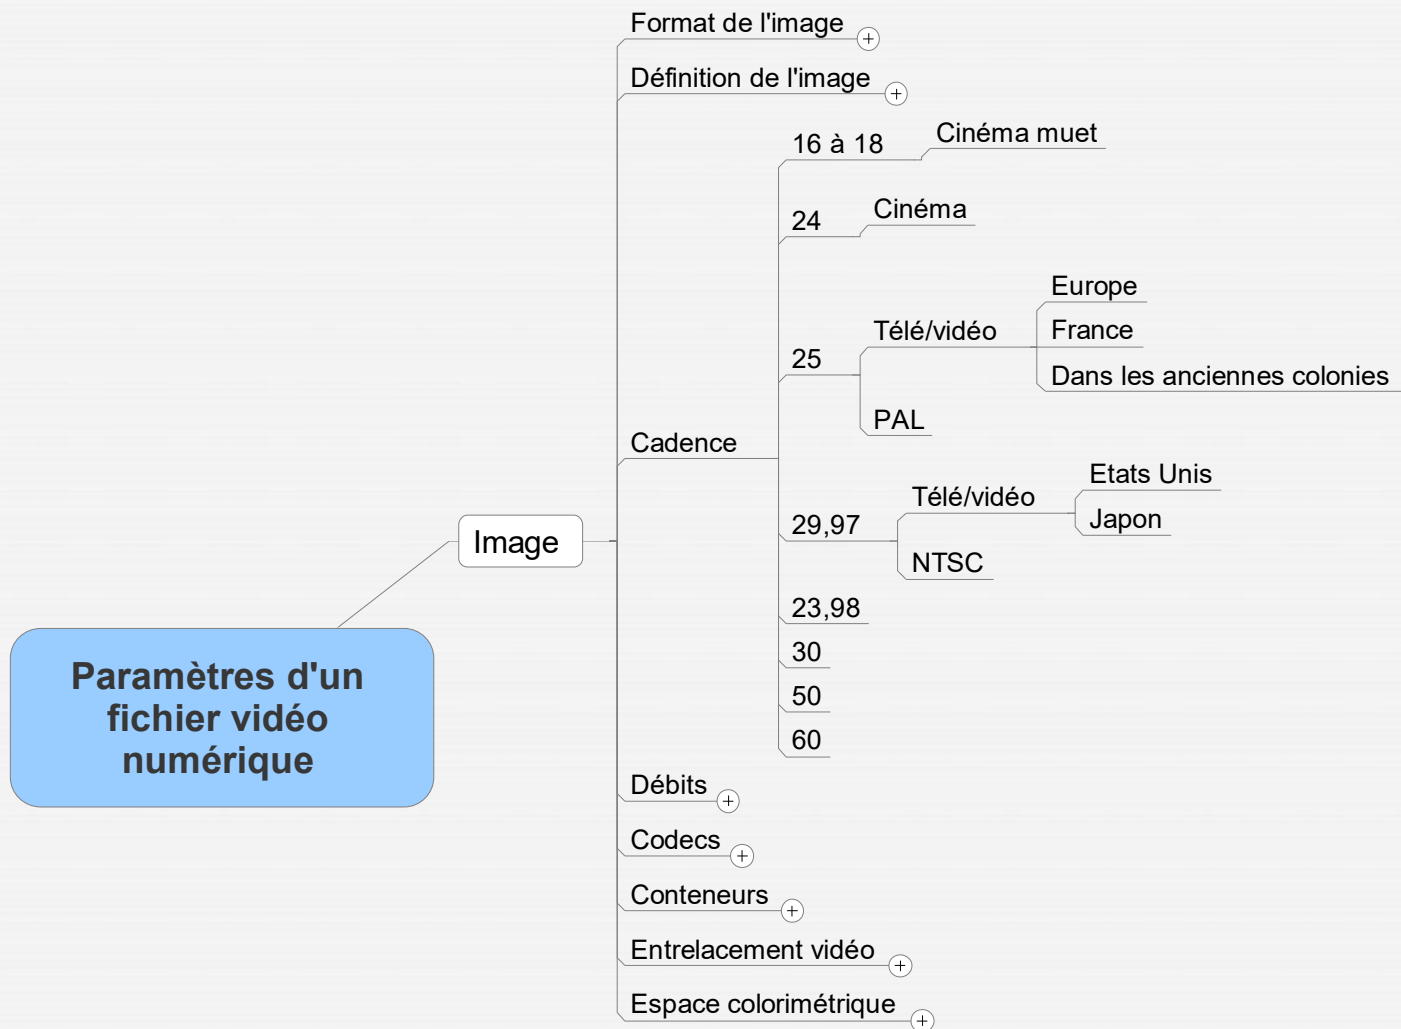 Format de l'image
Définition de l'image
16 à 18
Cinéma muet
24
Cinéma
Europe
Télé/vidéo
France
25
Dans les anciennes colonies
PAL
Cadence
Etats Unis
Télé/vidéo
Japon
29,97
NTSC
Image
23,98
30
50
60
Paramètres d'un
fichier vidéo
numérique
Débits
Codecs
Conteneurs
Entrelacement vidéo
Espace colorimétrique